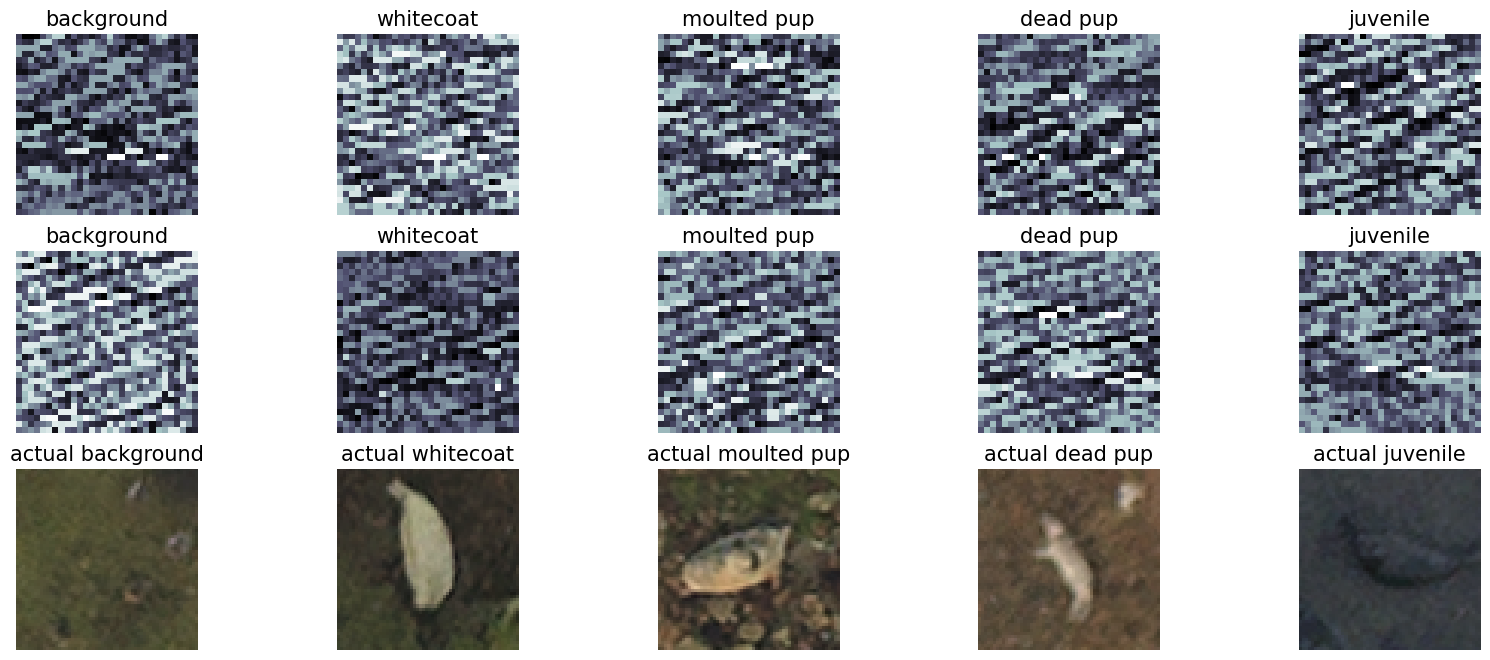 background
whitecoat
moulted pup
dead pup
juvenile
background
whitecoat
moulted pup
dead pup
juvenile
actual background
actual whitecoat
actual moulted pup
actual dead pup
actual juvenile